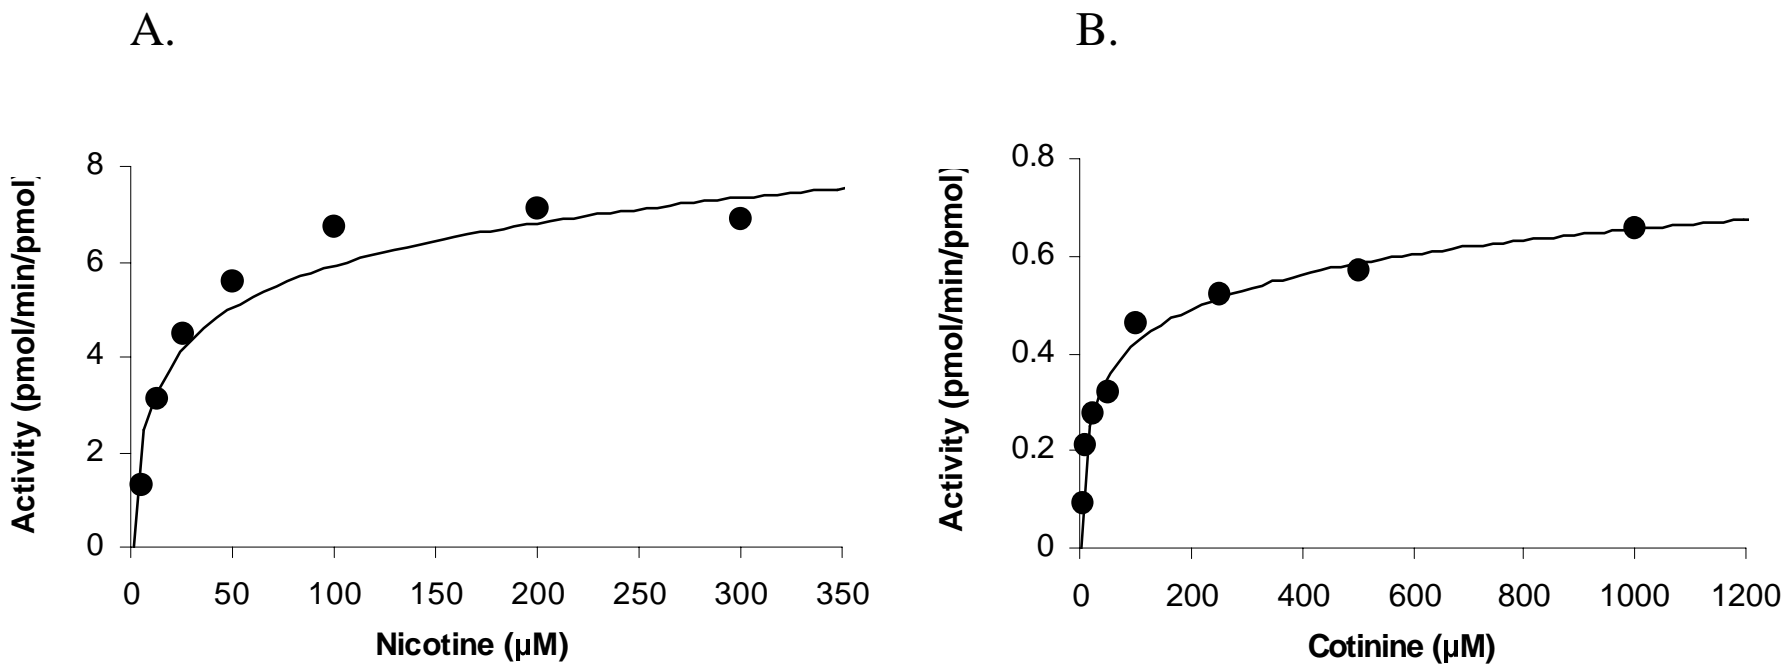 A.
Activity (pmol/min/pmol)
8
6
4
2
0
0 50 100 150 200 250 300 350
Nicotine (µM)
B.
Activity (pmol/min/pmol)
0.8
0.6
0.4
0.2
0
0 200 400 600 800 1000 1200
Cotinine (µM)